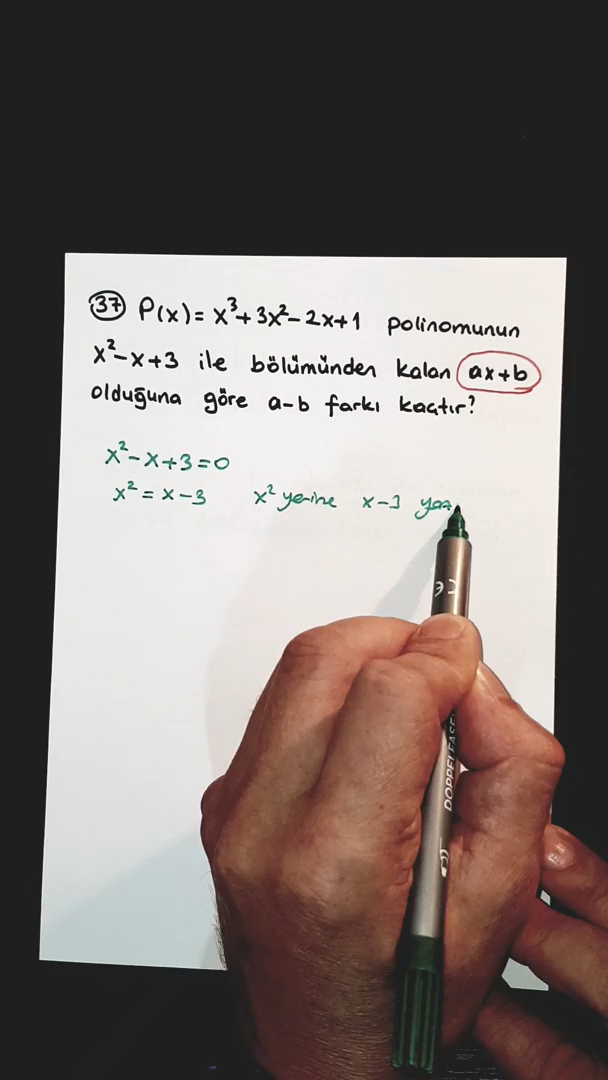 37 P(x) = x³+3x²-2x+1 polinomunun
x²-x+3 ile bölümünden kalan ax+b
olduğuna göre a-b farkı kaçtır?
x²-x+3=0
x² = x-3 x² yerine x-3
DOPPELFASER